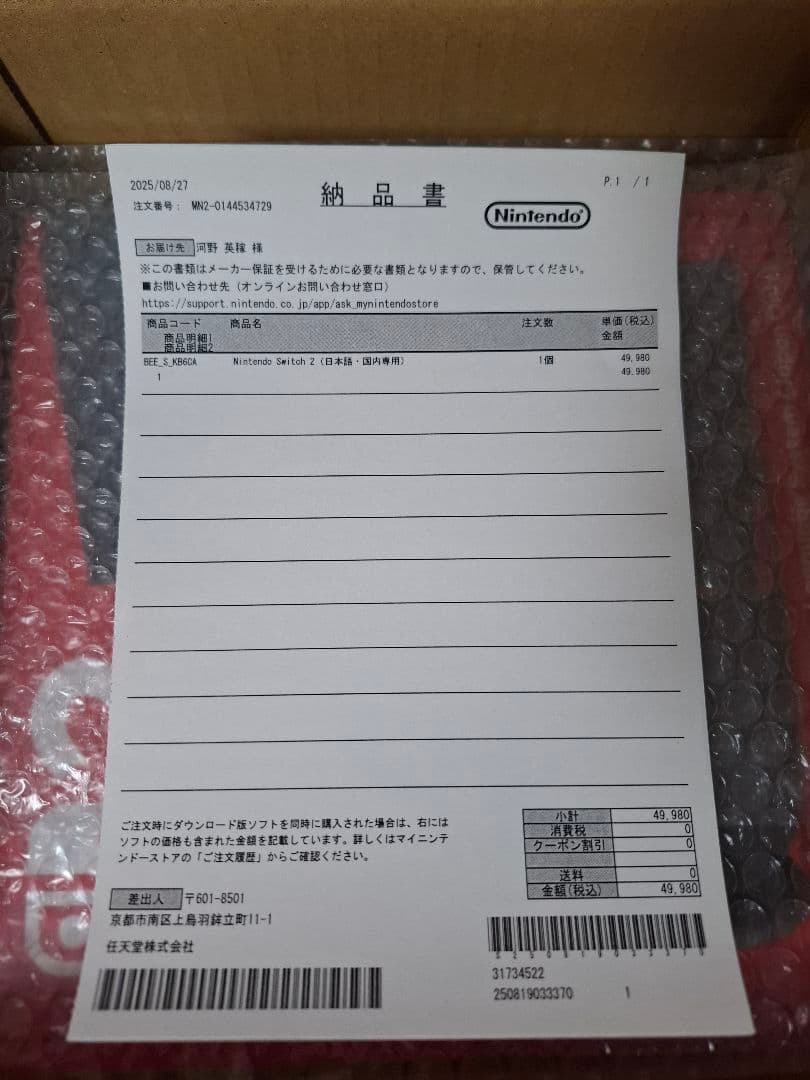 2025/08/27
納品書
P.1 / 1
注文番号： MN2-0144534729
Nintendo
お届け先 河野 英稼 様
※この書類はメーカー保証を受けるために必要な書類となりますので、保管してください。
■お問い合わせ先（オンラインお問い合わせ窓口）
https://support.nintendo.co.jp/app/ask_mynintendostore
商品コード 商品名 注文数 単価(税込)
商品明細1 金額
商品明細2
BEE_S_KB6CA Nintendo Switch 2（日本語・国内専用） 1個 49,980
1 49,980
ご注文時にダウンロード版ソフトを同時に購入された場合は、右には
ソフトの価格も含まれた金額を記載しています。詳しくはマイニンテ
ンドーストアの「ご注文履歴」からご確認ください。
小計 49,980
消費税 0
クーポン割引 0
送料 0
金額(税込) 49,980
差出人 〒601-8501
京都市南区上鳥羽鉾立町11-1
任天堂株式会社
250819033370
31734522
250819033370 1